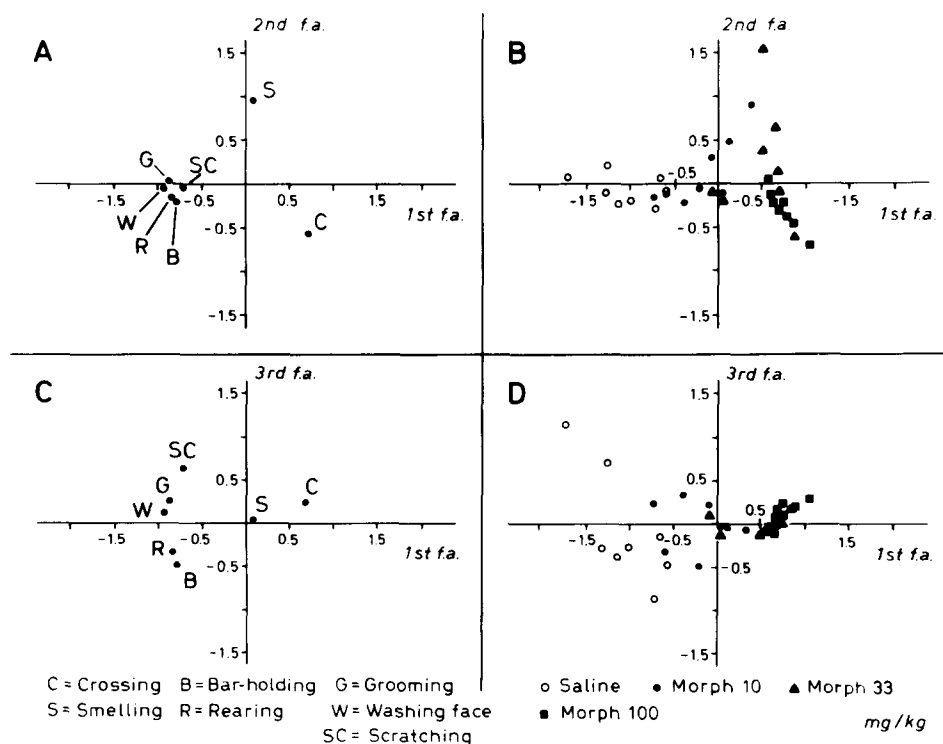 A
2nd f.a.
1.5
0.5
S
G
SC
-1.5
-0.5
1st f.a.
W
R
B
-0.5
C
-1.5
B
2nd f.a.
1.5
0.5
-1.5
-0.5
0.5
-0.5
-1.5
1st f.a.
-0.5
-1.5
C
3rd f.a.
1.5
0.5
SC
G
W
S
C
R
B
-1.5
-0.5
1st f.a.
-0.5
-1.5
D
3rd f.a.
1.5
0.5
-1.5
-0.5
1.5
1st f.a.
-0.5
-1.5
C = Crossing B = Bar-holding G = Grooming
S = Smelling R = Rearing W = Washing face
SC = Scratching
Saline Morph 10 Morph 33
Morph 100
mg/kg